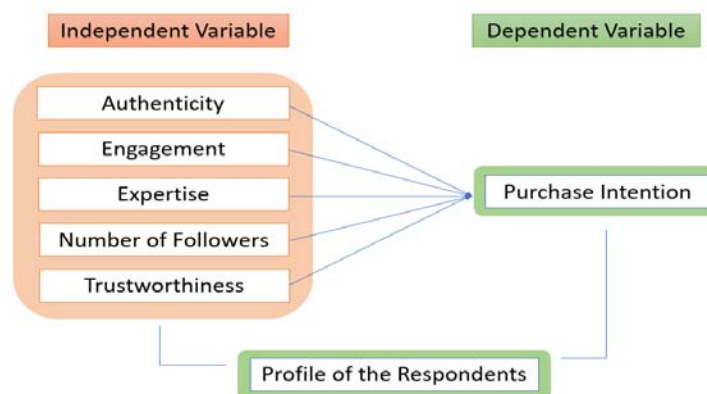 Independent Variable
Dependent Variable
Authenticity
Engagement
Expertise
Number of Followers
Trustworthiness
Purchase Intention
Profile of the Respondents